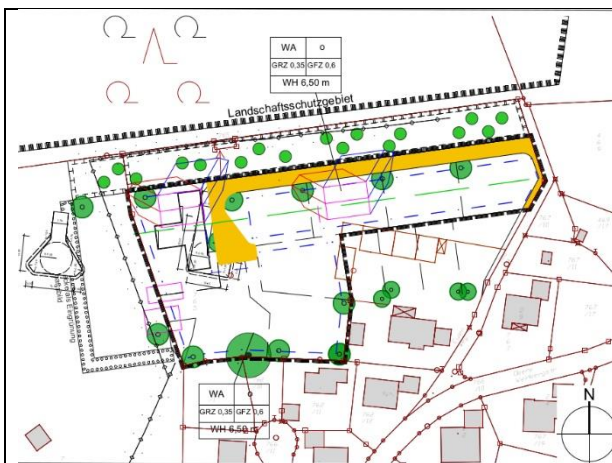 WA o
GRZ 0,35 GFZ 0,6
WH 6,50 m
Landschaftsschutzgebiet
WA o
GRZ 0,35 GFZ 0,6
WH 6,50 m
N